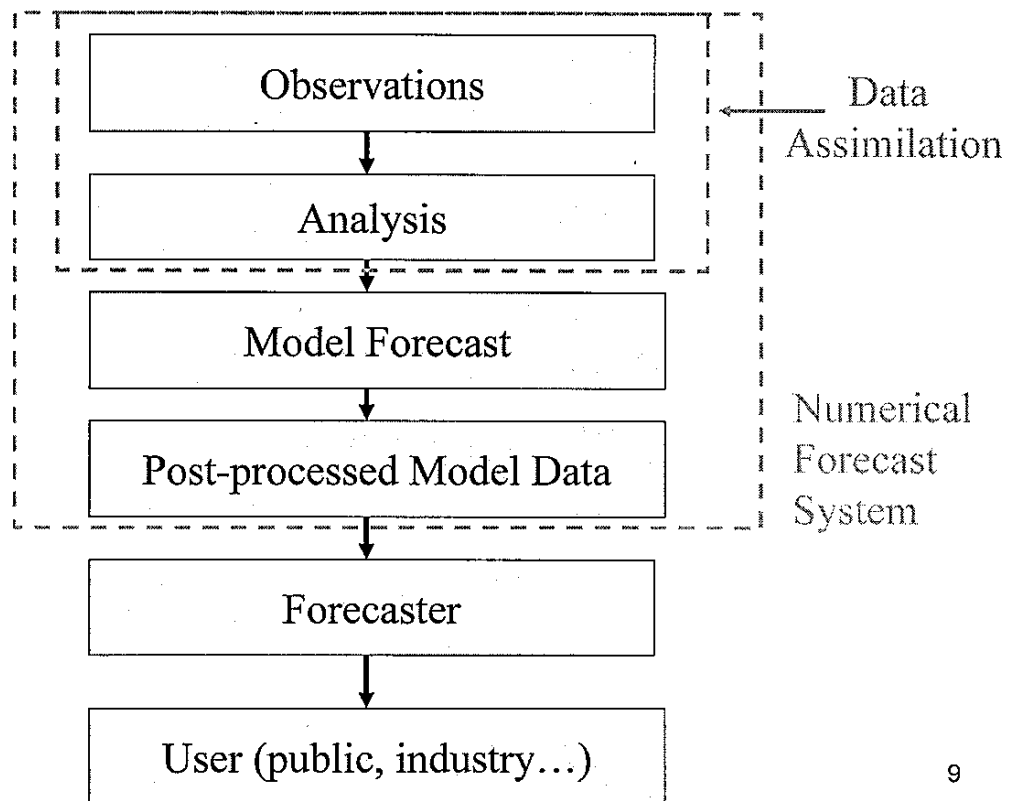 Observations
Data
Assimilation
Analysis
Model Forecast
Numerical
Forecast
System
Post-processed Model Data
Forecaster
User (public, industry…)
9